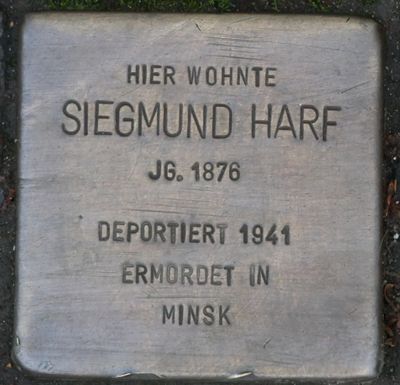 HIER WOHNTE
SIEGMUND HARF
JG. 1876
DEPORTIERT 1941
ERMORDET IN
MINSK